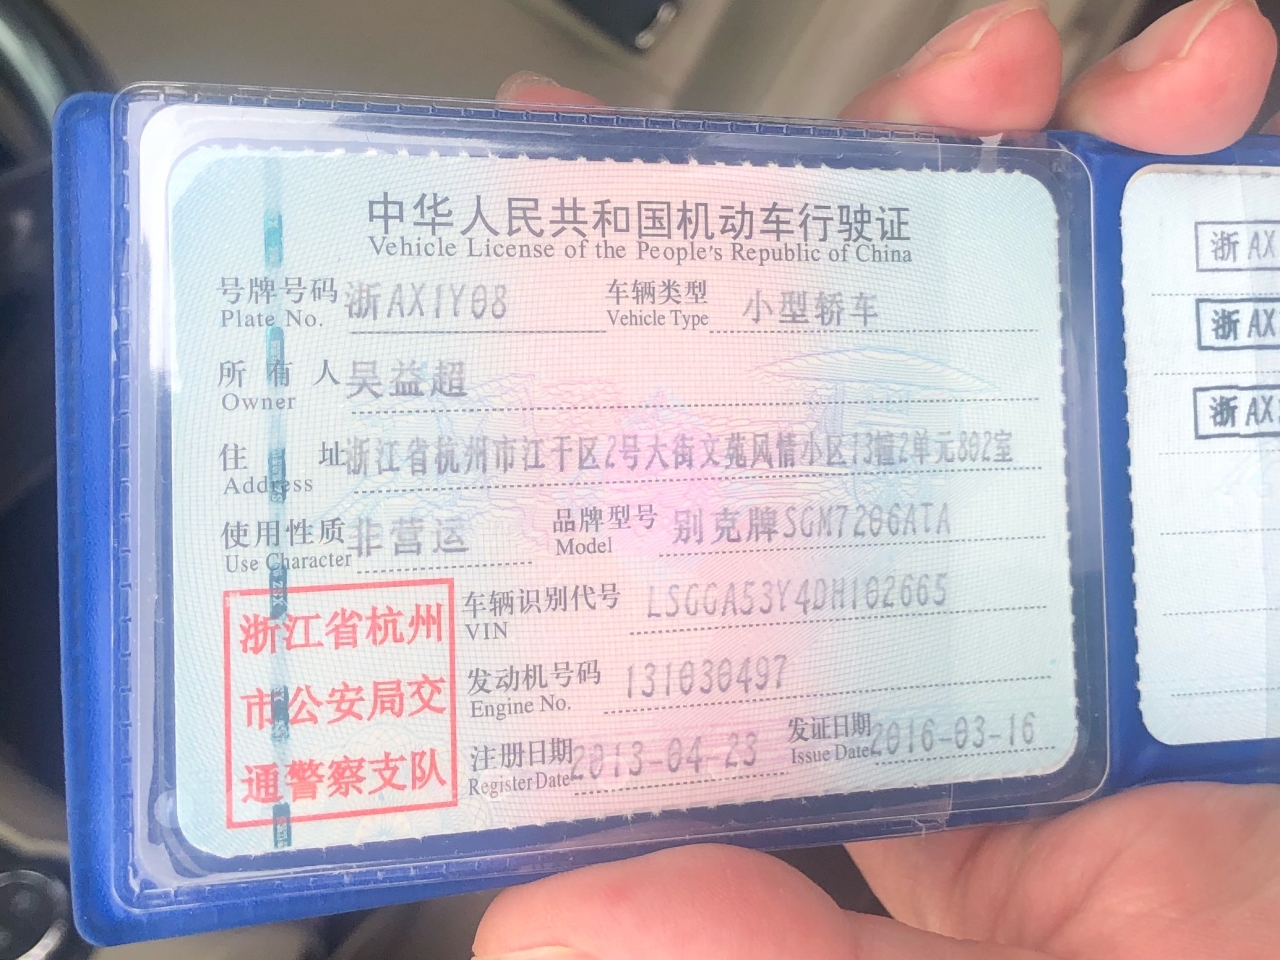 中华人民共和国机动车行驶证
Vehicle License of the People's Republic of China
号牌号码 浙AX1Y08 车辆类型 小型轿车
Plate No. Vehicle Type
所有人 吴益超
Owner
住址 浙江省杭州市江干区2号大街文苑风情小区13幢2单元802室
Address
使用性质 非营运 品牌型号 别克牌SGM7206ATA
Use Character Model
浙江省杭州
市公安局交
通警察支队
车辆识别代号 LSGGA53Y4DH102665
VIN
发动机号码 131030497
Engine No.
注册日期 2013-04-23 发证日期 2016-03-16
Register Date Issue Date
浙AX
浙AX
浙AX